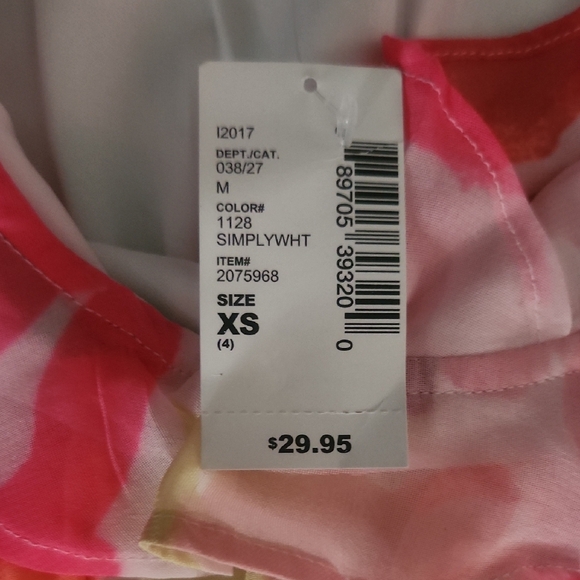 I2017
DEPT./CAT.
038/27
M
COLOR#
1128
SIMPLYWHT
ITEM#
2075968
SIZE
XS
(4)
89705 39320 0
$29.95